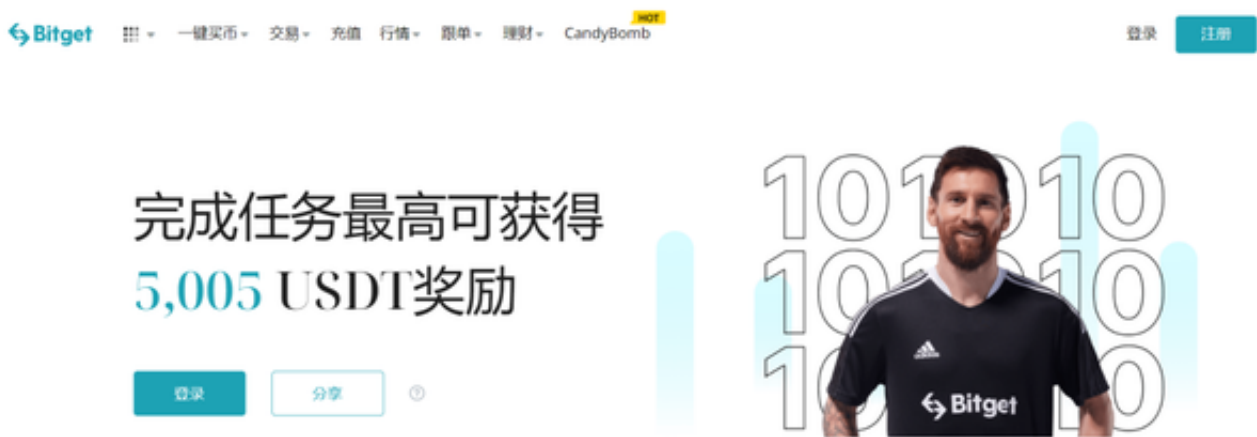 Bitget 一键买币 交易 充值 行情 跟单 理财 CandyBomb HOT 登录 注册
101010
完成任务最高可获得
5,005 USDT奖励
101010
101010
登录 分享
adidas
Bitget